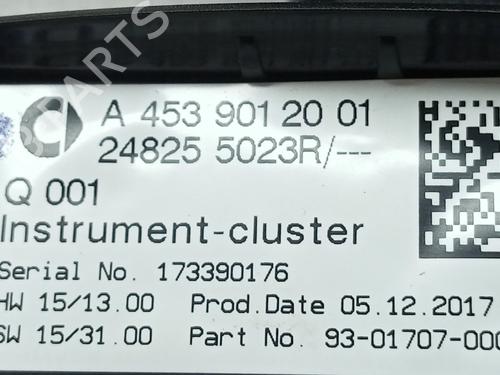 A 453 901 20 01
24825 5023R/---
Q 001
Instrument-cluster
Serial No. 173390176
HW 15/13.00 Prod.Date 05.12.2017
SW 15/31.00 Part No. 93-01707-000